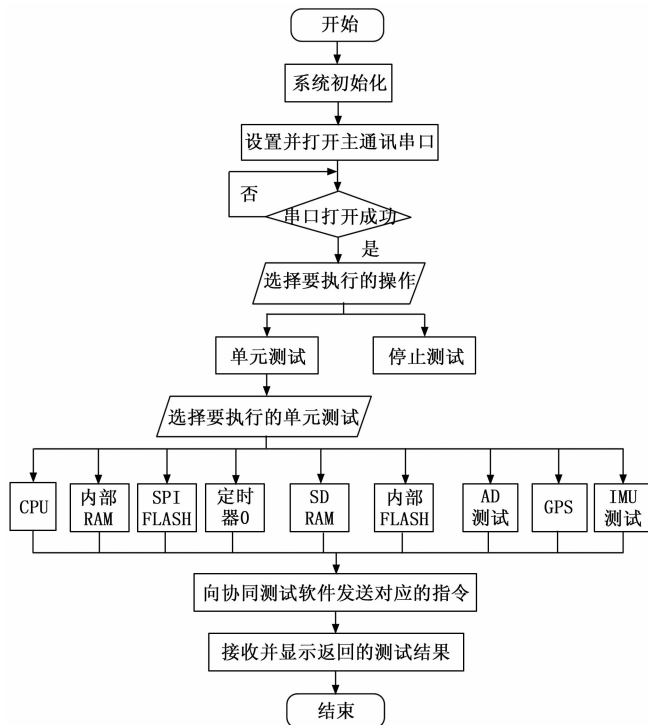 开始
系统初始化
设置并打开主通讯串口
否
串口打开成功
是
选择要执行的操作
单元测试
停止测试
选择要执行的单元测试
CPU
内部
RAM
SPI
FLASH
定时
器0
SD
RAM
内部
FLASH
AD
测试
GPS
IMU
测试
向协同测试软件发送对应的指令
接收并显示返回的测试结果
结束